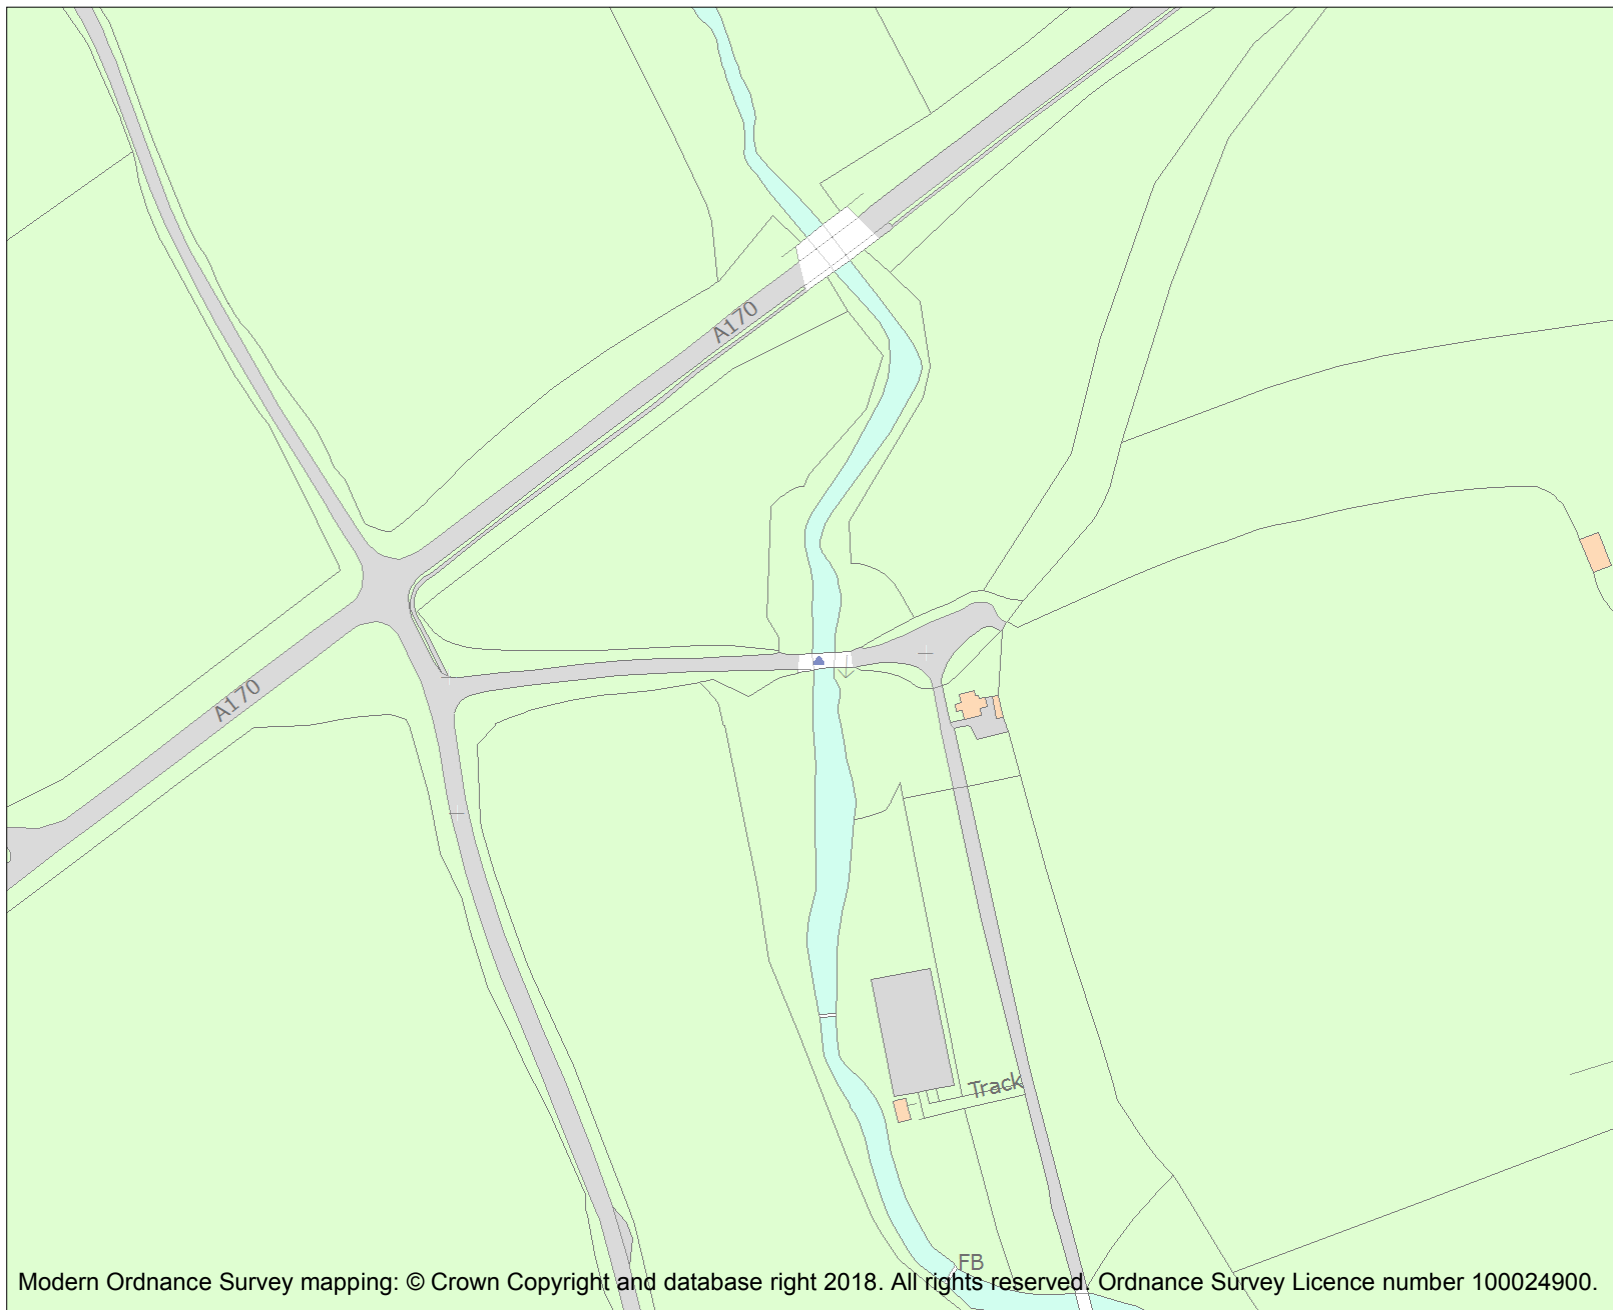 A170
A170
Track
FB
Modern Ordnance Survey mapping: © Crown Copyright and database right 2018. All rights reserved. Ordnance Survey Licence number 100024900.